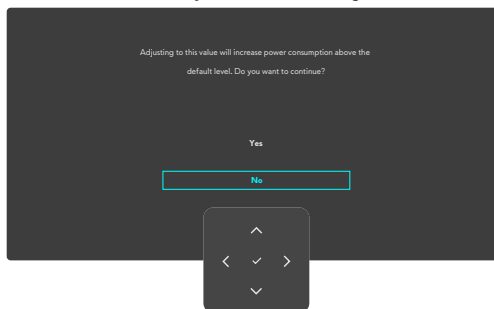 Adjusting to this value will increase power consumption above the
default level. Do you want to continue?
Yes
No